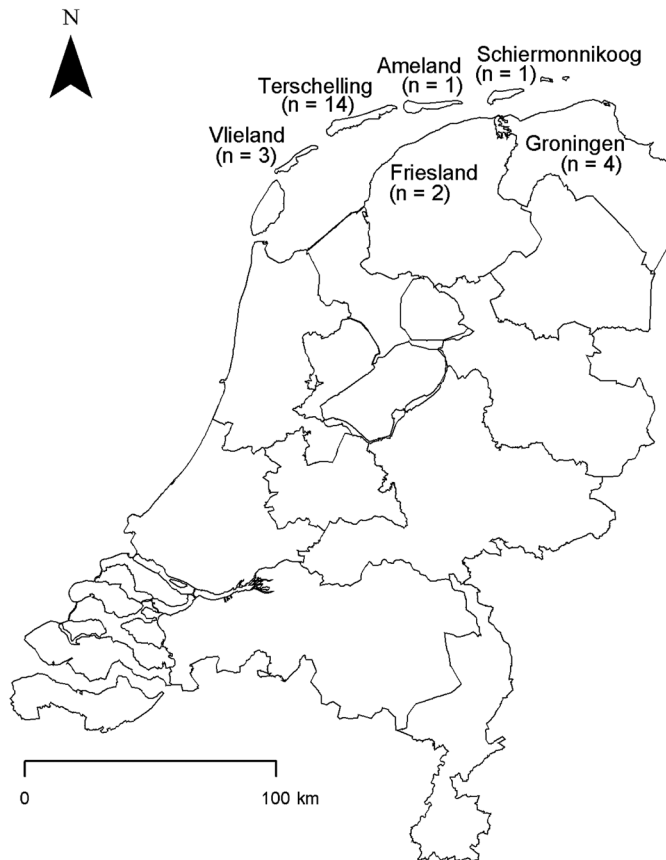 N
Schiermonnikoog
(n = 1)
Ameland
(n = 1)
Terschelling
(n = 14)
Vlieland
(n = 3)
Groningen
(n = 4)
Friesland
(n = 2)
0
100 km